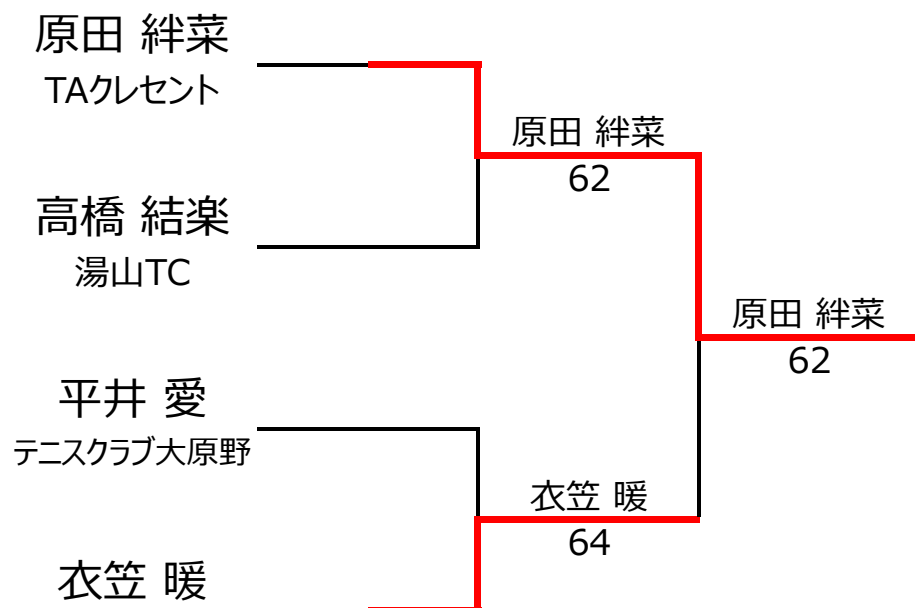 原田 絆菜
TAクレセント
原田 絆菜
62
高橋 結楽
湯山TC
原田 絆菜
62
平井 愛
テニスクラブ大原野
衣笠 暖
64
衣笠 暖